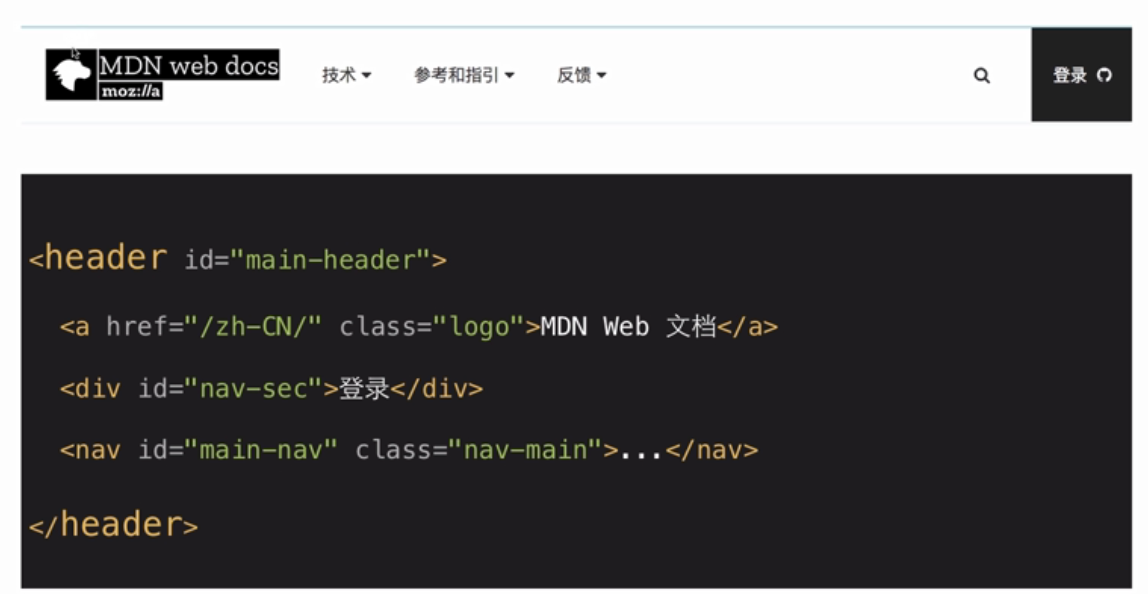 MDN web docs
moz://a
技术 参考和指引 反馈 登录
<header id="main-header">
<a href="/zh-CN/" class="logo">MDN Web 文档</a>
<div id="nav-sec">登录</div>
<nav id="main-nav" class="nav-main">...</nav>
</header>